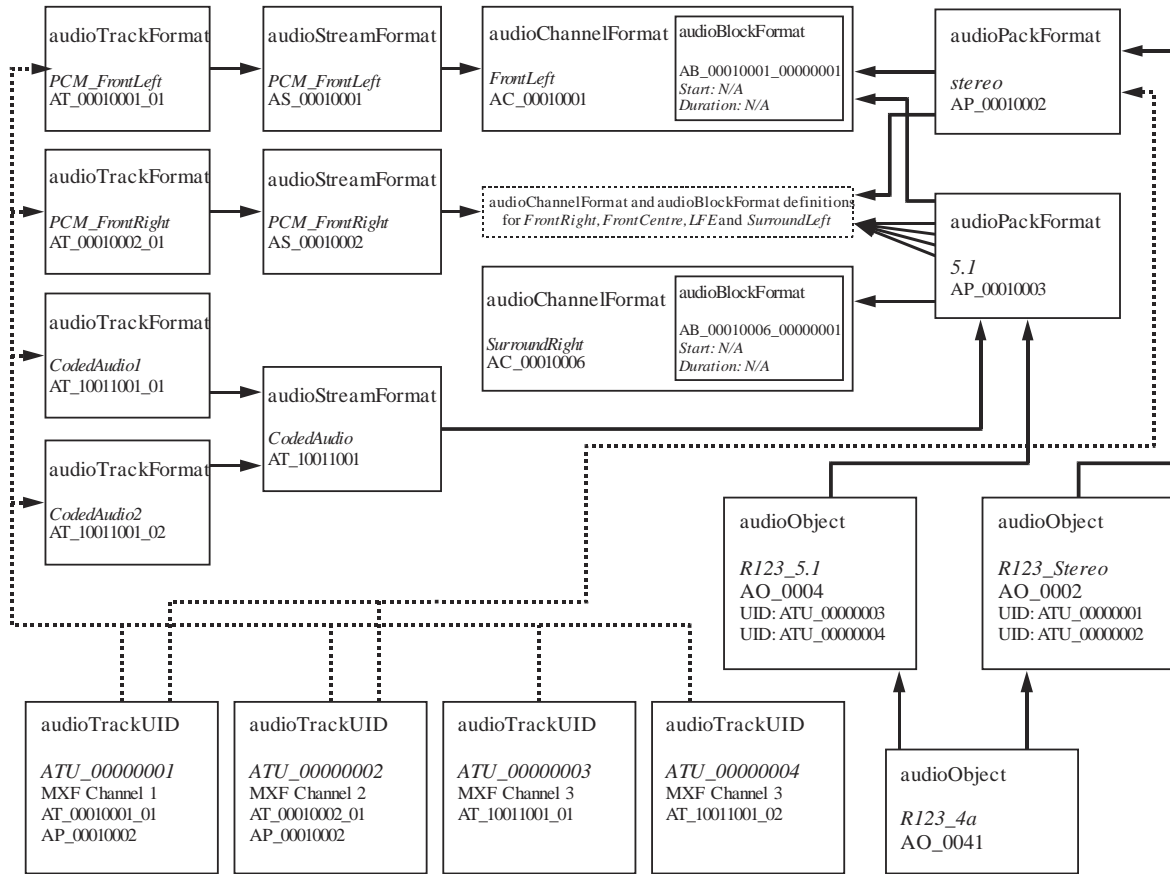 audioTrackFormat
PCM_FrontLeft
AT_00010001_01
audioStreamFormat
PCM_FrontLeft
AS_00010001
audioChannelFormat
FrontLeft
AC_00010001
audioBlockFormat
AB_00010001_00000001
Start: N/A
Duration: N/A
audioPackFormat
stereo
AP_00010002
audioTrackFormat
PCM_FrontRight
AT_00010002_01
audioStreamFormat
PCM_FrontRight
AS_00010002
audioChannelFormat and audioBlockFormat definitions
for FrontRight, FrontCentre, LFE and SurroundLeft
audioPackFormat
5.1
AP_00010003
audioChannelFormat
SurroundRight
AC_00010006
audioBlockFormat
AB_00010006_00000001
Start: N/A
Duration: N/A
audioTrackFormat
CodedAudio1
AT_10011001_01
audioStreamFormat
CodedAudio
AT_10011001
audioTrackFormat
CodedAudio2
AT_10011001_02
audioObject
R123_5.1
AO_0004
UID: ATU_00000003
UID: ATU_00000004
audioObject
R123_Stereo
AO_0002
UID: ATU_00000001
UID: ATU_00000002
audioTrackUID
ATU_00000001
MXF Channel 1
AT_00010001_01
AP_00010002
audioTrackUID
ATU_00000002
MXF Channel 2
AT_00010002_01
AP_00010002
audioTrackUID
ATU_00000003
MXF Channel 3
AT_10011001_01
audioTrackUID
ATU_00000004
MXF Channel 3
AT_10011001_02
audioObject
R123_4a
AO_0041